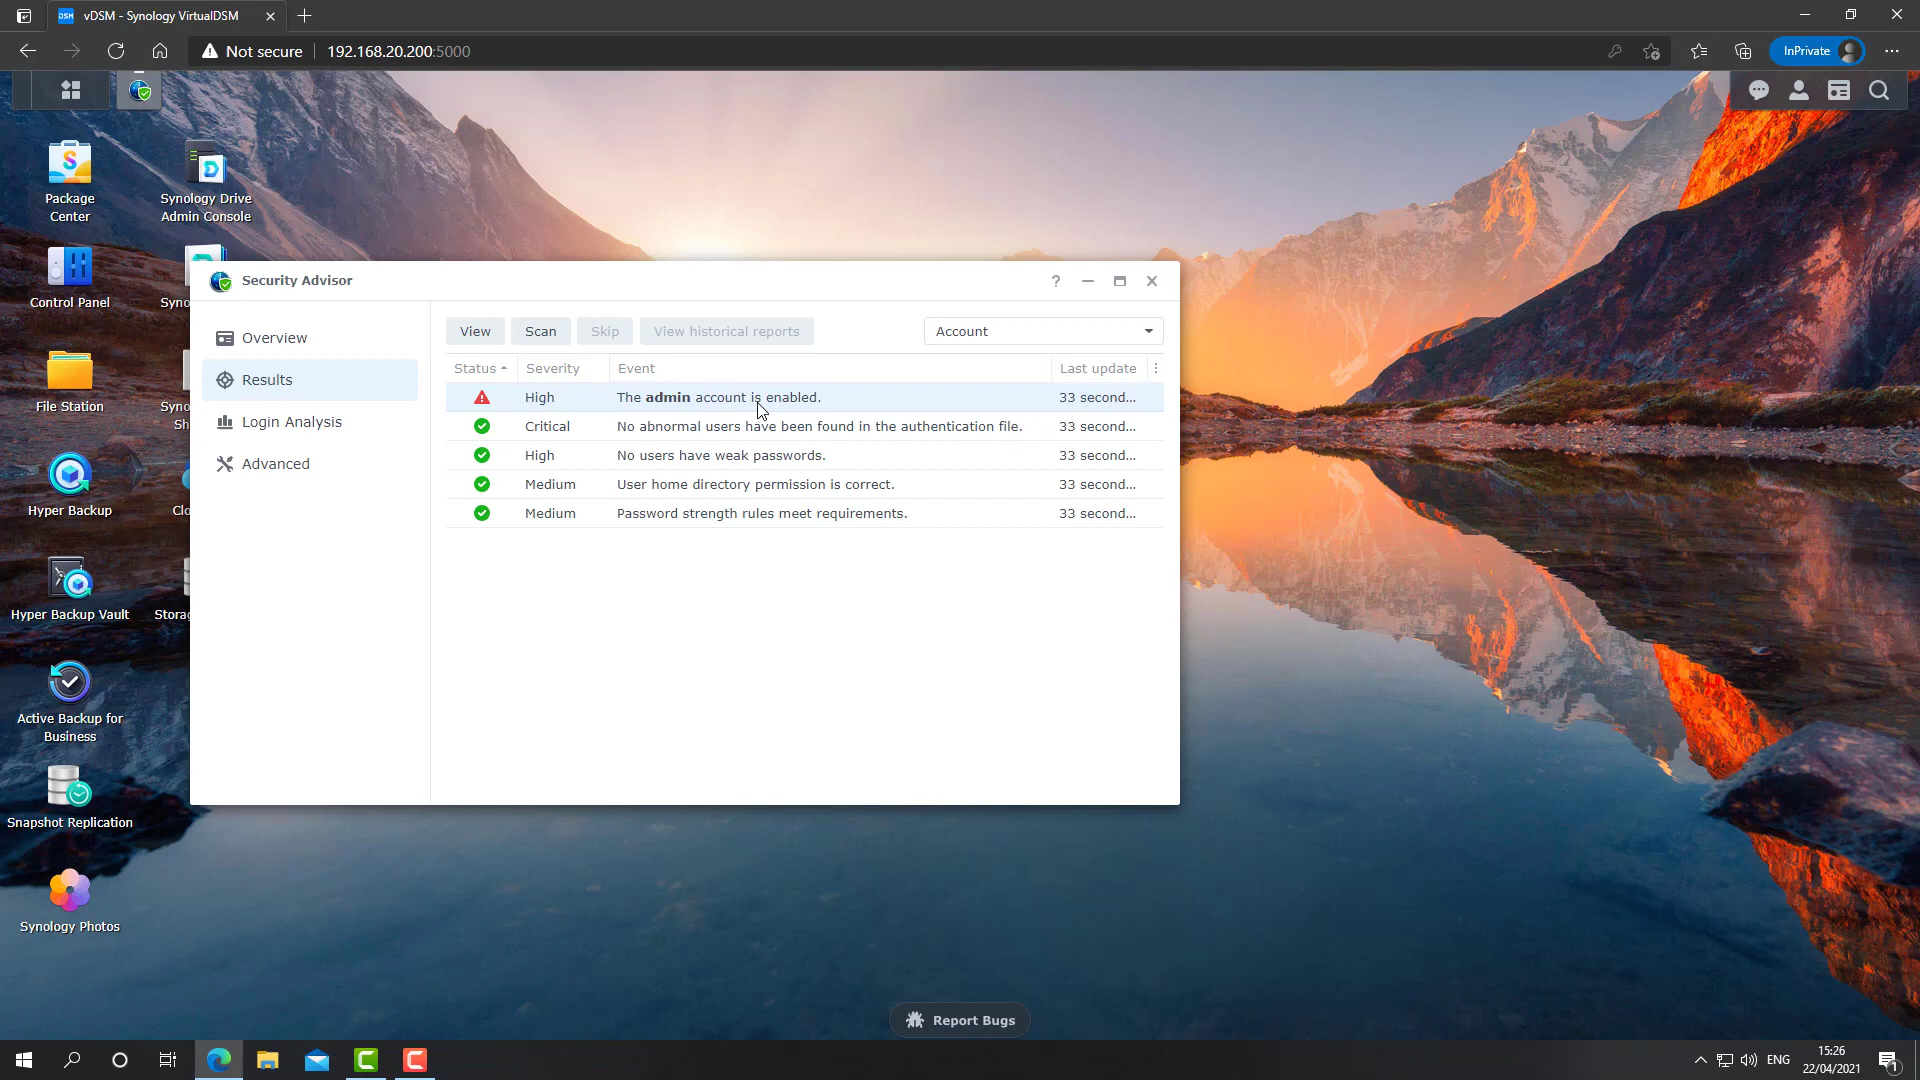 vDSM - Synology VirtualDSM
Not secure
192.168.20.200:5000
InPrivate
Package
Center
Synology Drive
Admin Console
Control Panel
Syno
File Station
Syno
Sh
Hyper Backup
Clo
Hyper Backup Vault
Storag
Active Backup for
Business
Snapshot Replication
Synology Photos
Security Advisor
Overview
Results
Login Analysis
Advanced
View
Scan
Skip
View historical reports
Account
Status
Severity
Event
Last update
High
The admin account is enabled.
33 second...
Critical
No abnormal users have been found in the authentication file.
33 second...
High
No users have weak passwords.
33 second...
Medium
User home directory permission is correct.
33 second...
Medium
Password strength rules meet requirements.
33 second...
Report Bugs
ENG
15:26
22/04/2021
1